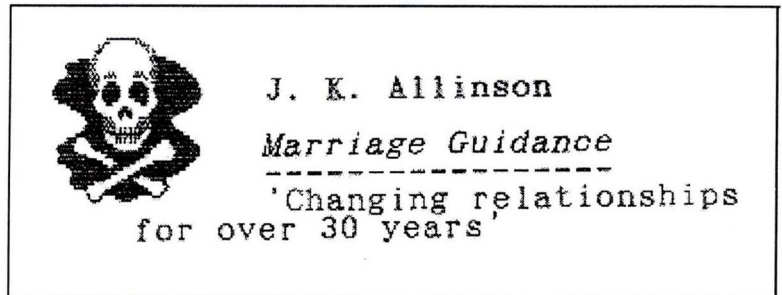 J. K. Allinson
Marriage Guidance
'Changing relationships
for over 30 years'